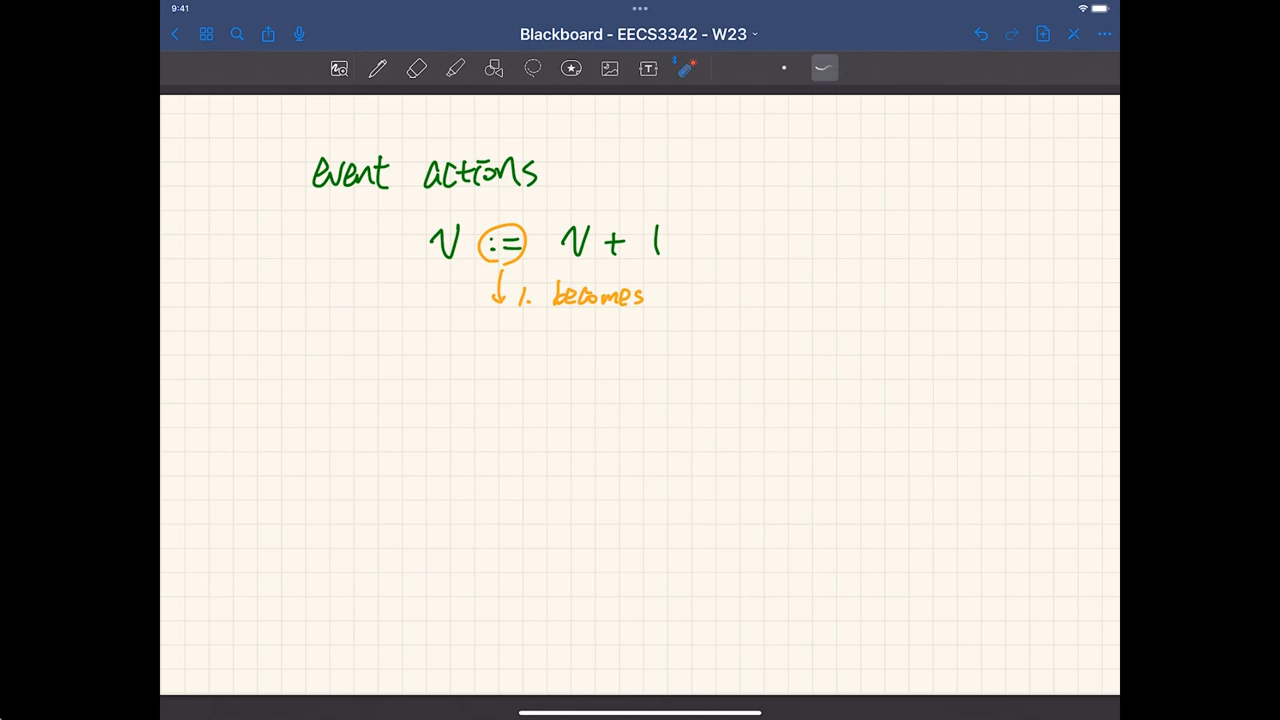 9:41
Blackboard - EECS3342 - W23
event actions
V := V + 1
1. becomes